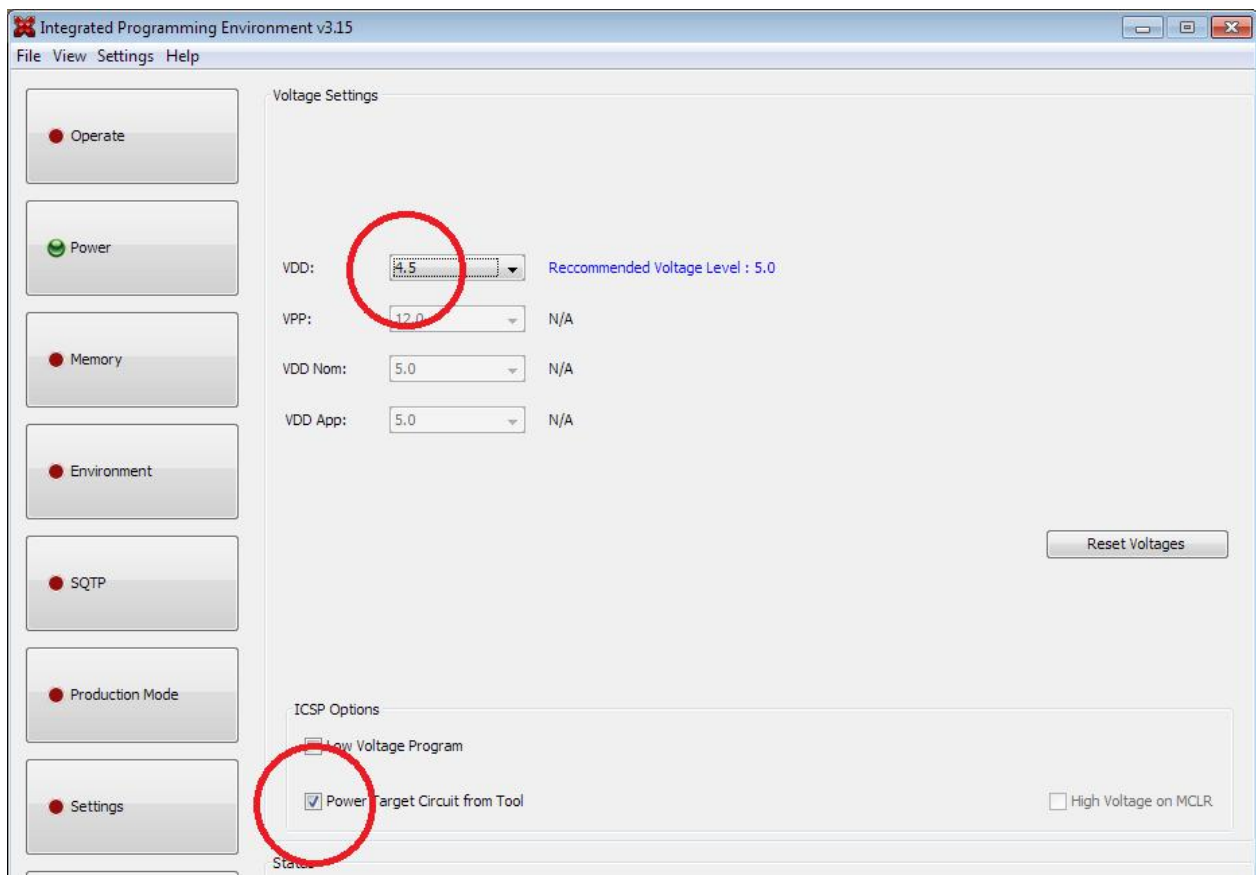 Integrated Programming Environment v3.15
File View Settings Help
Operate
Power
Memory
Environment
SQTP
Production Mode
Settings
Voltage Settings
VDD: 4.5 Reccommended Voltage Level : 5.0
VPP: 12.0 N/A
VDD Nom: 5.0 N/A
VDD App: 5.0 N/A
Reset Voltages
ICSP Options
Low Voltage Program
Power Target Circuit from Tool High Voltage on MCLR
Status